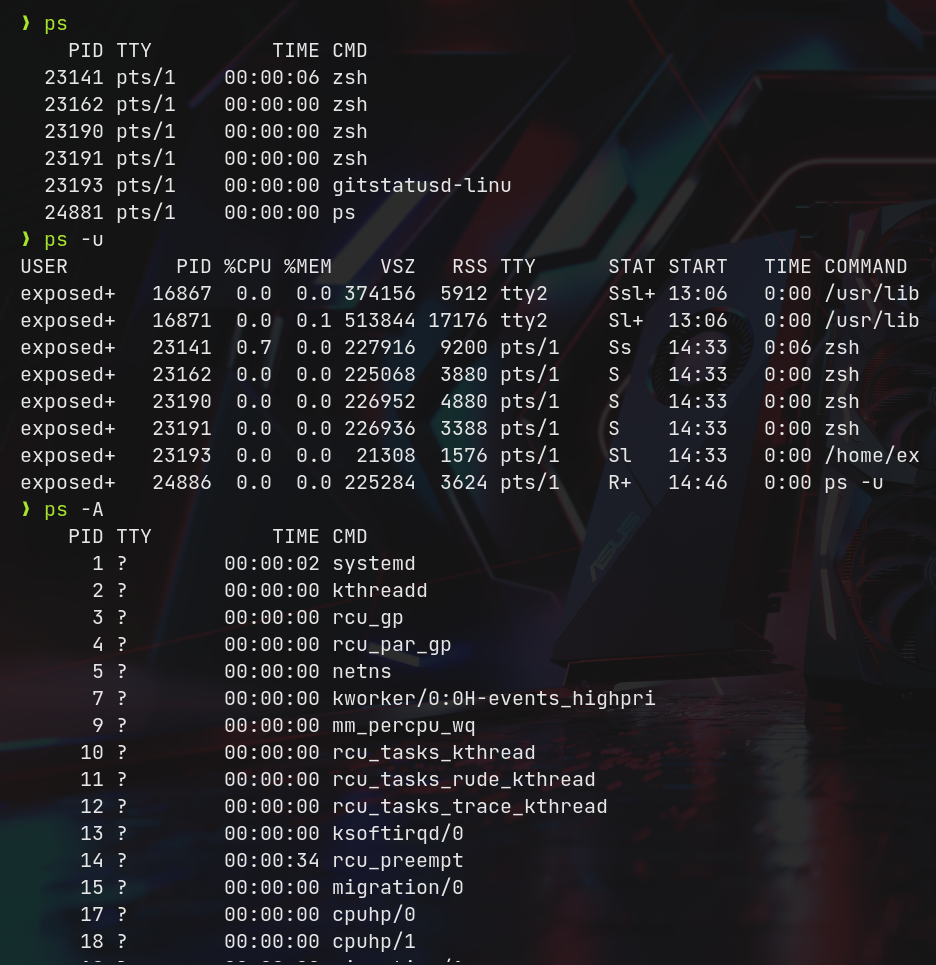 ❱ ps
    PID TTY          TIME CMD
  23141 pts/1    00:00:06 zsh
  23162 pts/1    00:00:00 zsh
  23190 pts/1    00:00:00 zsh
  23191 pts/1    00:00:00 zsh
  23193 pts/1    00:00:00 gitstatusd-linu
  24881 pts/1    00:00:00 ps
❱ ps -u
USER         PID %CPU %MEM    VSZ   RSS TTY      STAT START   TIME COMMAND
exposed+   16867  0.0  0.0 374156  5912 tty2     Ssl+ 13:06   0:00 /usr/lib
exposed+   16871  0.0  0.1 513844 17176 tty2     Sl+  13:06   0:00 /usr/lib
exposed+   23141  0.7  0.0 227916  9200 pts/1    Ss   14:33   0:06 zsh
exposed+   23162  0.0  0.0 225068  3880 pts/1    S    14:33   0:00 zsh
exposed+   23190  0.0  0.0 226952  4880 pts/1    S    14:33   0:00 zsh
exposed+   23191  0.0  0.0 226936  3388 pts/1    S    14:33   0:00 zsh
exposed+   23193  0.0  0.0  21308  1576 pts/1    Sl   14:33   0:00 /home/ex
exposed+   24886  0.0  0.0 225284  3624 pts/1    R+   14:46   0:00 ps -u
❱ ps -A
    PID TTY          TIME CMD
      1 ?        00:00:02 systemd
      2 ?        00:00:00 kthreadd
      3 ?        00:00:00 rcu_gp
      4 ?        00:00:00 rcu_par_gp
      5 ?        00:00:00 netns
      7 ?        00:00:00 kworker/0:0H-events_highpri
      9 ?        00:00:00 mm_percpu_wq
     10 ?        00:00:00 rcu_tasks_kthread
     11 ?        00:00:00 rcu_tasks_rude_kthread
     12 ?        00:00:00 rcu_tasks_trace_kthread
     13 ?        00:00:00 ksoftirqd/0
     14 ?        00:00:34 rcu_preempt
     15 ?        00:00:00 migration/0
     17 ?        00:00:00 cpuhp/0
     18 ?        00:00:00 cpuhp/1
ASUS